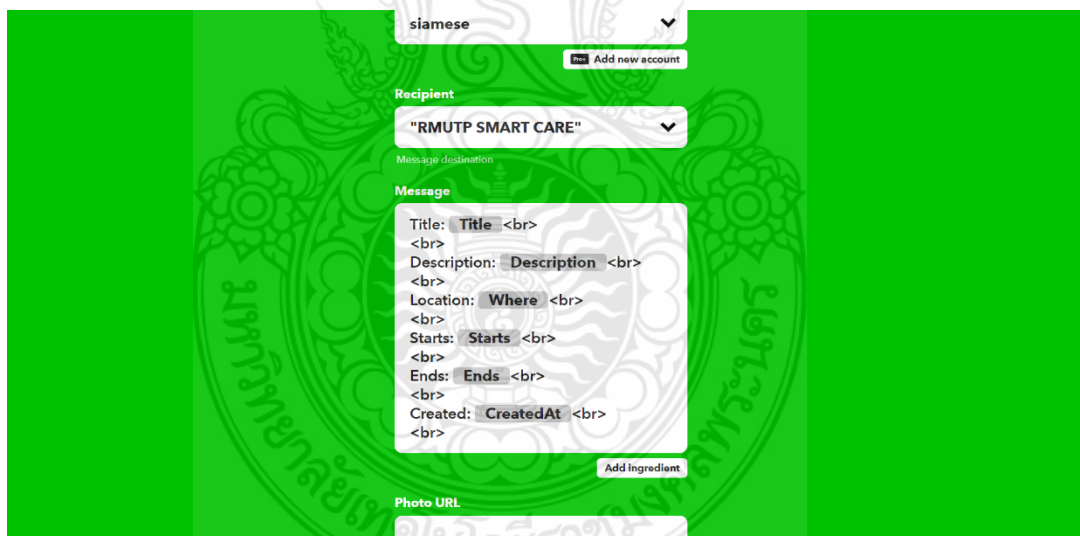 siamese
Pro+ Add new account
Recipient
"RMUTP SMART CARE"
Message destination
Message
Title: Title <br>
<br>
Description: Description <br>
<br>
Location: Where <br>
<br>
Starts: Starts <br>
<br>
Ends: Ends <br>
<br>
Created: CreatedAt <br>
<br>
Add ingredient
Photo URL